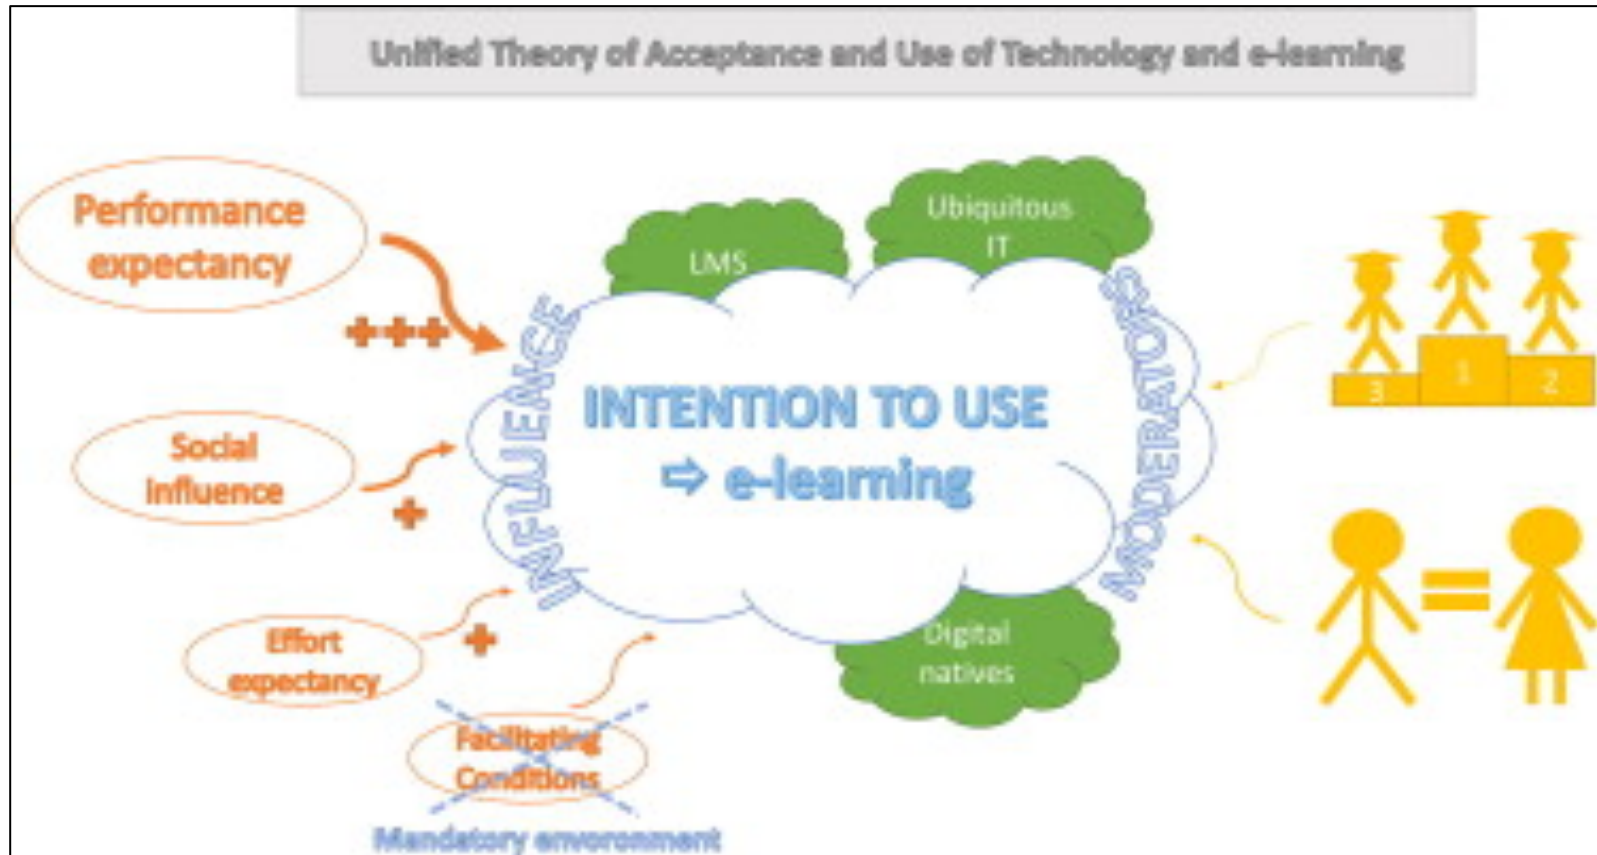 Unified Theory of Acceptance and Use of Technology and e-learning
Performance
expectancy
LMS
Ubiquitous
IT
INFLUENCE
MODERATORS
INTENTION TO USE
⇨ e-learning
Social
Influence
3
1
2
Effort
expectancy
Digital
natives
Facilitating
Conditions
Mandatory envoronment